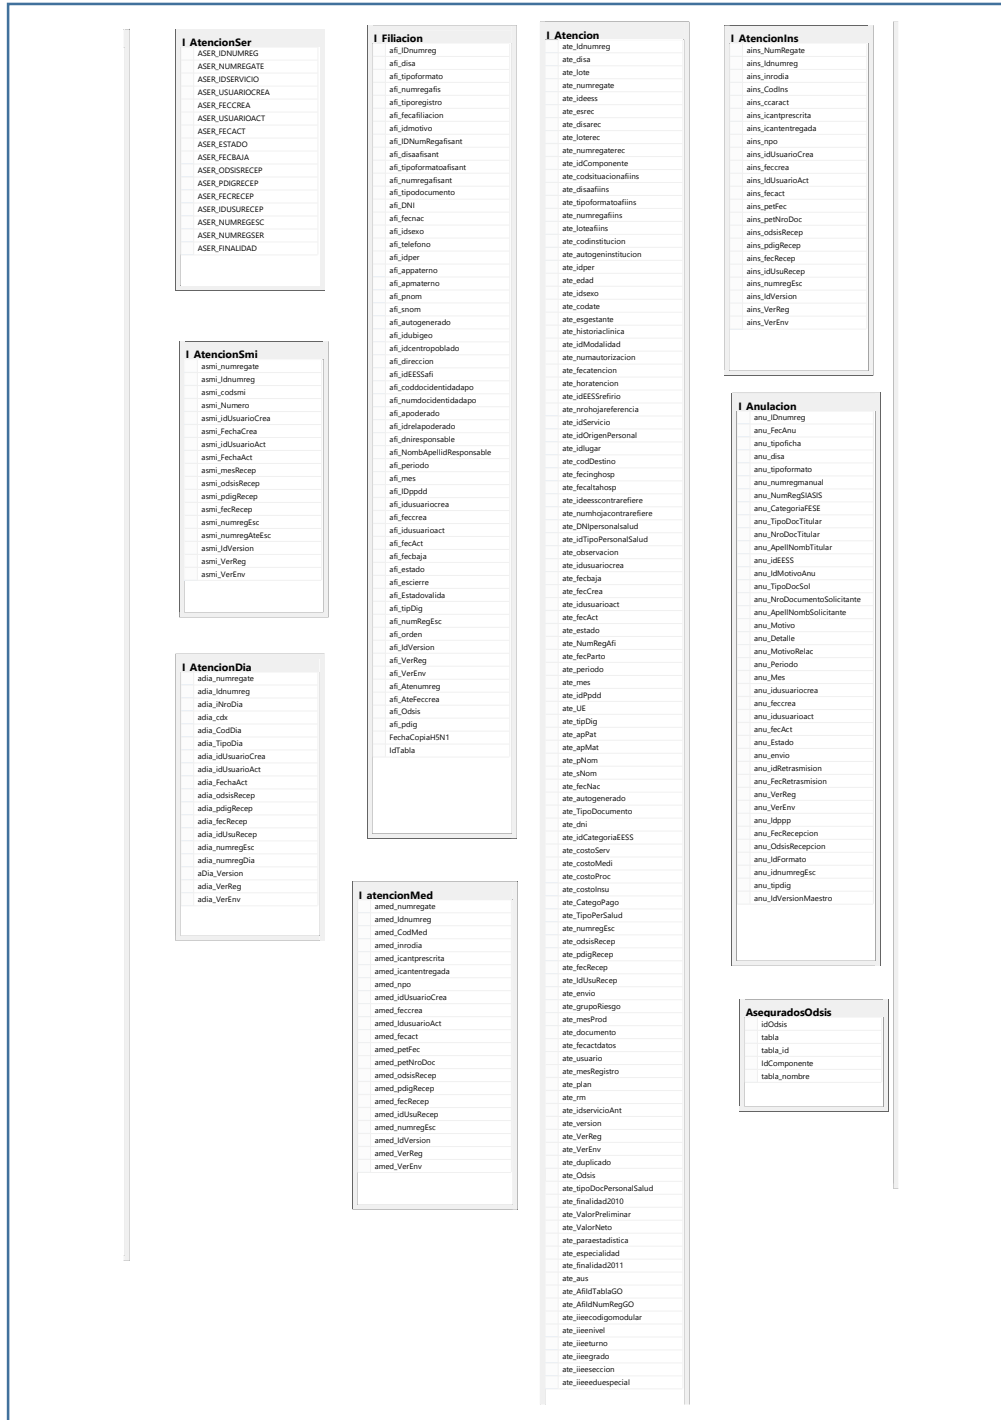 I_AtencionSer
ASER_IDNUMREG
ASER_NUMREGATE
ASER_IDSERVICIO
ASER_USUARIOCREA
ASER_FECCREA
ASER_USUARIOACT
ASER_FECACT
ASER_ESTADO
ASER_FECBAJA
ASER_ODSISRECEP
ASER_PDIGRECEP
ASER_FECRECEP
ASER_IDUSURECEP
ASER_NUMREGESC
ASER_NUMREGSER
ASER_FINALIDAD
I_AtencionSmi
asmi_numregate
asmi_Idnumreg
asmi_codsmi
asmi_Numero
asmi_idUsuarioCrea
asmi_FechaCrea
asmi_idUsuarioAct
asmi_FechaAct
asmi_mesRecep
asmi_odsisRecep
asmi_pdigRecep
asmi_fecRecep
asmi_numregEsc
asmi_numregAteEsc
asmi_IdVersion
asmi_VerReg
asmi_VerEnv
I_AtencionDia
adia_numregate
adia_Idnumreg
adia_iNroDia
adia_cdx
adia_CodDia
adia_TipoDia
adia_idUsuarioCrea
adia_idUsuarioAct
adia_FechaAct
adia_odsisRecep
adia_pdigRecep
adia_fecRecep
adia_idUsuRecep
adia_numregEsc
adia_numregDia
aDia_Version
adia_VerReg
adia_VerEnv
I_Filiacion
afi_IDnumreg
afi_disa
afi_tipoformato
afi_numregafis
afi_tiporegistro
afi_fecafiliacion
afi_idmotivo
afi_IDNumRegafisant
afi_disaafisant
afi_tipoformatoafisant
afi_numregafisant
afi_tipodocumento
afi_DNI
afi_fecnac
afi_idsexo
afi_telefono
afi_idper
afi_appaterno
afi_apmaterno
afi_pnom
afi_snom
afi_autogenerado
afi_idubigeo
afi_idcentropoblado
afi_direccion
afi_idEESSafi
afi_coddocidentidadapo
afi_numdocidentidadapo
afi_apoderado
afi_idrelapoderado
afi_dniresponsable
afi_NombApellidResponsable
afi_periodo
afi_mes
afi_IDppdd
afi_idusuariocrea
afi_feccrea
afi_idusuarioact
afi_fecAct
afi_fecbaja
afi_estado
afi_escierre
afi_Estadovalida
afi_tipDig
afi_numRegEsc
afi_orden
afi_IdVersion
afi_VerReg
afi_VerEnv
afi_Atenumreg
afi_AteFeccrea
afi_Odsis
afi_pdig
FechaCopiaHSN1
IdTabla
I_atencionMed
amed_numregate
amed_Idnumreg
amed_CodMed
amed_inrodia
amed_icantprescrita
amed_icantentregada
amed_npo
amed_idUsuarioCrea
amed_feccrea
amed_IdusuarioAct
amed_fecact
amed_petFec
amed_petNroDoc
amed_odsisRecep
amed_pdigRecep
amed_fecRecep
amed_idUsuRecep
amed_numregEsc
amed_IdVersion
amed_VerReg
amed_VerEnv
I_Atencion
ate_Idnumreg
ate_disa
ate_lote
ate_numregate
ate_ideess
ate_esrec
ate_disarec
ate_loterec
ate_numregaterec
ate_idComponente
ate_codsituacionafiins
ate_disaafiins
ate_tipoformatoafiins
ate_numregafiins
ate_loteafiins
ate_codinstitucion
ate_autogeninstitucion
ate_idper
ate_edad
ate_idsexo
ate_codate
ate_esgestante
ate_historiaclinica
ate_idModalidad
ate_numautorizacion
ate_fecatencion
ate_horatencion
ate_idEESSrefirio
ate_nrohojareferencia
ate_idServicio
ate_idOrigenPersonal
ate_idlugar
ate_codDestino
ate_fecinghosp
ate_fecaltahosp
ate_ideesscontrarefiere
ate_numhojacontrarefiere
ate_DNIpersonalsalud
ate_idTipoPersonalSalud
ate_observacion
ate_idusuariocrea
ate_fecbaja
ate_fecCrea
ate_idusuarioact
ate_fecAct
ate_estado
ate_NumRegAfi
ate_fecParto
ate_periodo
ate_mes
ate_idPpdd
ate_UE
ate_tipDig
ate_apPat
ate_apMat
ate_pNom
ate_sNom
ate_fecNac
ate_autogenerado
ate_TipoDocumento
ate_dni
ate_idCategoriaEESS
ate_costoServ
ate_costoMedi
ate_costoProc
ate_costoInsu
ate_CategoPago
ate_TipoPerSalud
ate_numregEsc
ate_odsisRecep
ate_pdigRecep
ate_fecRecep
ate_IdUsuRecep
ate_envio
ate_grupoRiesgo
ate_mesProd
ate_documento
ate_fecactdatos
ate_usuario
ate_mesRegistro
ate_plan
ate_rm
ate_idservicioAnt
ate_version
ate_VerReg
ate_VerEnv
ate_duplicado
ate_Odsis
ate_tipoDocPersonalSalud
ate_finalidad2010
ate_ValorPreliminar
ate_ValorNeto
ate_paraestadistica
ate_especialidad
ate_finalidad2011
ate_aus
ate_AfiIdTablaGO
ate_AfiIdNumRegGO
ate_iieecodigomodular
ate_iieenivel
ate_iieeturno
ate_iieegrado
ate_iieeseccion
ate_iieeeduespecial
I_AtencionIns
ains_NumRegate
ains_Idnumreg
ains_inrodia
ains_CodIns
ains_ccaract
ains_icantprescrita
ains_icantentregada
ains_npo
ains_idUsuarioCrea
ains_feccrea
ains_IdUsuarioAct
ains_fecact
ains_petFec
ains_petNroDoc
ains_odsisRecep
ains_pdigRecep
ains_fecRecep
ains_idUsuRecep
ains_numregEsc
ains_IdVersion
ains_VerReg
ains_VerEnv
I_Anulacion
anu_IDnumreg
anu_FecAnu
anu_tipoficha
anu_disa
anu_tipoformato
anu_numregmanual
anu_NumRegSIASIS
anu_CategoriaFESE
anu_TipoDocTitular
anu_NroDocTitular
anu_ApellNombTitular
anu_idEESS
anu_IdMotivoAnu
anu_TipoDocSol
anu_NroDocumentoSolicitante
anu_ApellNombSolicitante
anu_Motivo
anu_Detalle
anu_MotivoRelac
anu_Periodo
anu_Mes
anu_idusuariocrea
anu_feccrea
anu_idusuarioact
anu_fecAct
anu_Estado
anu_envio
anu_idRetrasmision
anu_FecRetrasmision
anu_VerReg
anu_VerEnv
anu_Idppp
anu_FecRecepcion
anu_OdsisRecepcion
anu_IdFormato
anu_idnumregEsc
anu_tipdig
anu_IdVersionMaestro
AseguradosOdsis
idOdsis
tabla
tabla_id
IdComponente
tabla_nombre